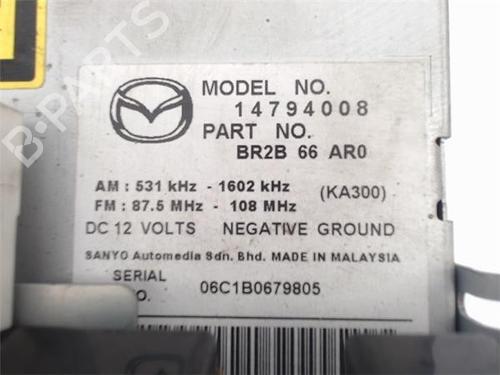 MODEL NO.
14794008
PART NO.
BR2B 66 AR0
AM : 531 kHz - 1602 kHz (KA300)
FM : 87.5 MHz - 108 MHz
DC 12 VOLTS NEGATIVE GROUND
SANYO Automedia Sdn. Bhd. MADE IN MALAYSIA
SERIAL
O. 06C1B0679805